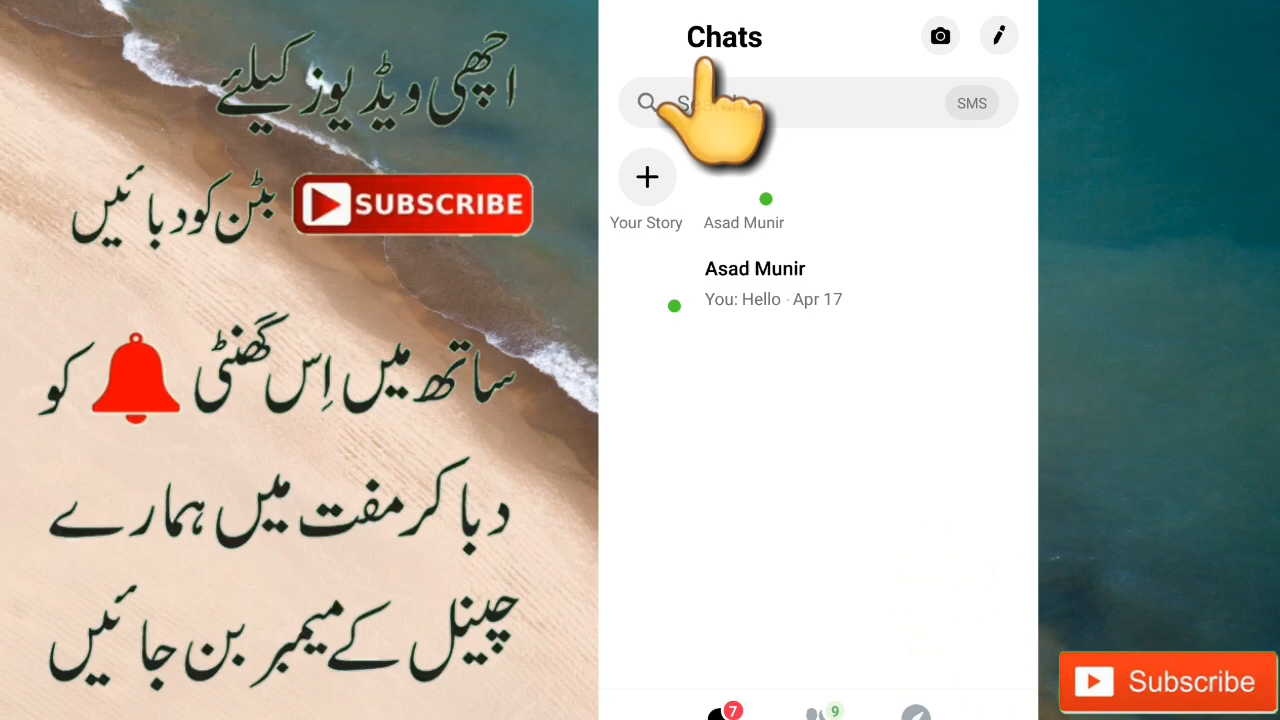 اچھی ویڈیوز کیلئے
SUBSCRIBE بٹن کو دبائیں
ساتھ میں اِس گھنٹی کو
دبا کر مفت میں ہمارے
چینل کے میمبر بن جائیں
Chats
SMS
Your Story
Asad Munir
Asad Munir
You: Hello · Apr 17
7
9
Subscribe